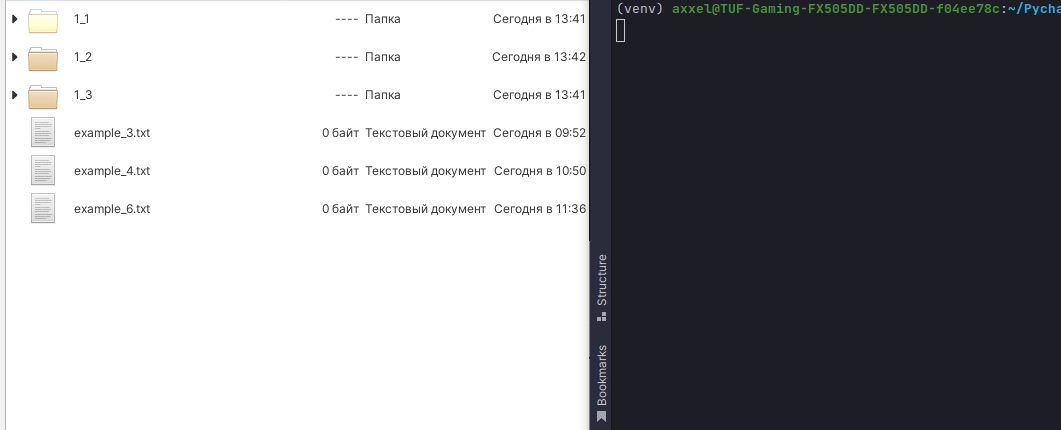 1_1 ---- Папка Сегодня в 13:41
1_2 ---- Папка Сегодня в 13:42
1_3 ---- Папка Сегодня в 13:41
example_3.txt 0 байт Текстовый документ Сегодня в 09:52
example_4.txt 0 байт Текстовый документ Сегодня в 10:50
example_6.txt 0 байт Текстовый документ Сегодня в 11:36
Structure
Bookmarks
(venv) axxel@TUF-Gaming-FX505DD-FX505DD-f04ee78c:~/Pycha